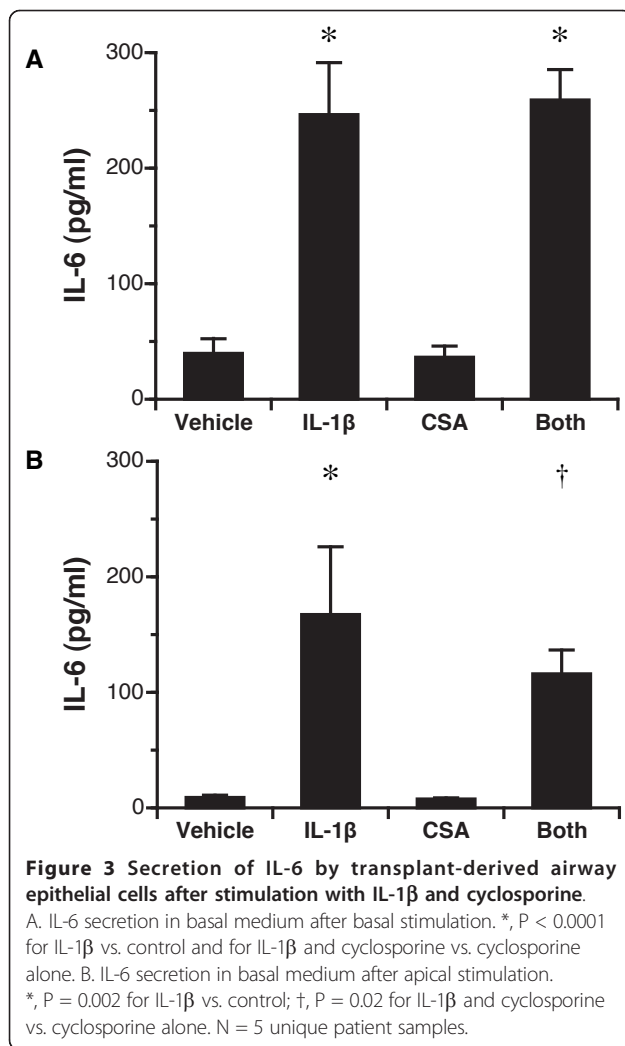 A
*
*
300
200
100
0
IL-6 (pg/ml)
Vehicle IL-1β CSA Both
B
300
*
†
200
100
0
IL-6 (pg/ml)
Vehicle IL-1β CSA Both
Figure 3 Secretion of IL-6 by transplant-derived airway
epithelial cells after stimulation with IL-1β and cyclosporine.
A. IL-6 secretion in basal medium after basal stimulation. *, P < 0.0001
for IL-1β vs. control and for IL-1β and cyclosporine vs. cyclosporine
alone. B. IL-6 secretion in basal medium after apical stimulation.
*, P = 0.002 for IL-1β vs. control; †, P = 0.02 for IL-1β and cyclosporine
vs. cyclosporine alone. N = 5 unique patient samples.